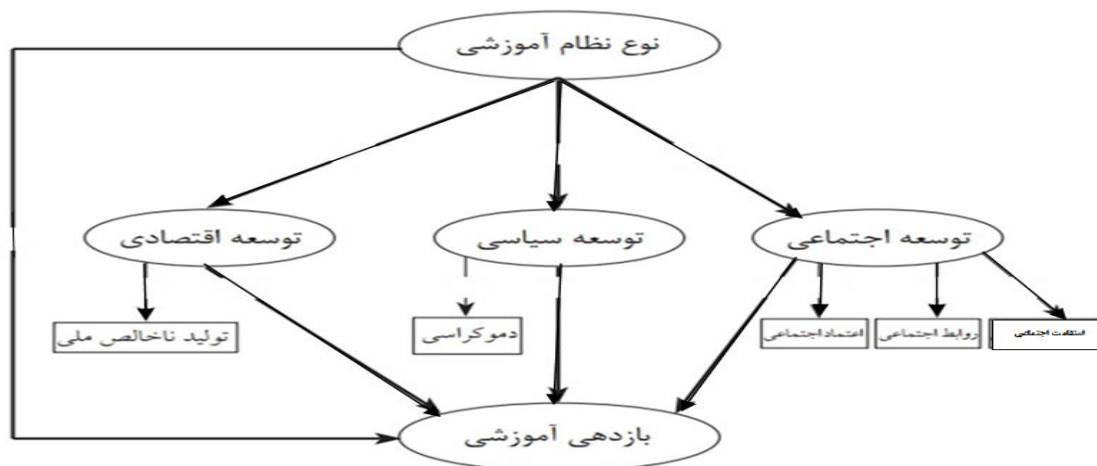 نوع نظام آموزشی
توسعه اجتماعی
توسعه سیاسی
توسعه اقتصادی
استقامت اجتماعی
روابط اجتماعی
اعتماد اجتماعی
دموکراسی
تولید ناخالص ملی
بازدهی آموزشی